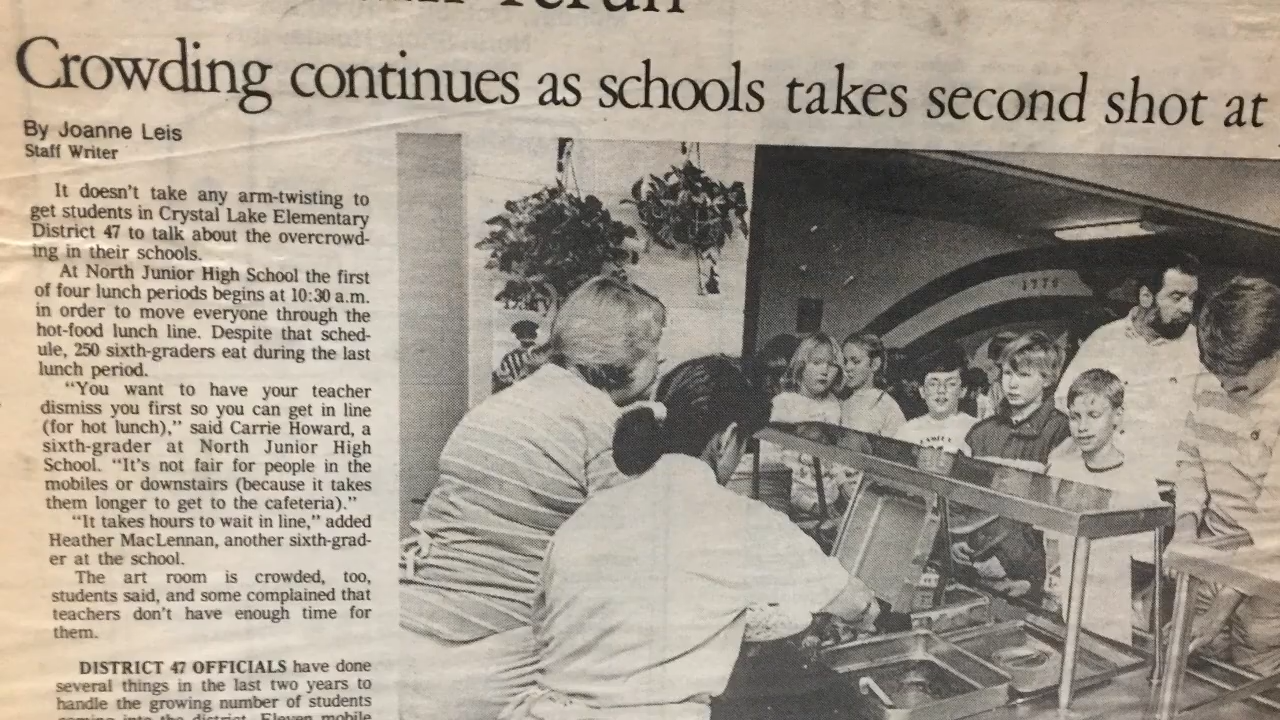 rerun
Crowding continues as schools takes second shot at
By Joanne Leis
Staff Writer
It doesn't take any arm-twisting to
get students in Crystal Lake Elementary
District 47 to talk about the overcrowd-
ing in their schools.
At North Junior High School the first
of four lunch periods begins at 10:30 a.m.
in order to move everyone through the
hot-food lunch line. Despite that sched-
ule, 250 sixth-graders eat during the last
lunch period.
"You want to have your teacher
dismiss you first so you can get in line
(for hot lunch)," said Carrie Howard, a
sixth-grader at North Junior High
School. "It's not fair for people in the
mobiles or downstairs (because it takes
them longer to get to the cafeteria)."
"It takes hours to wait in line," added
Heather MacLennan, another sixth-grad-
er at the school.
The art room is crowded, too,
students said, and some complained that
teachers don't have enough time for
them.
DISTRICT 47 OFFICIALS have done
several things in the last two years to
handle the growing number of students
coming into the district. Eleven mobile
1776